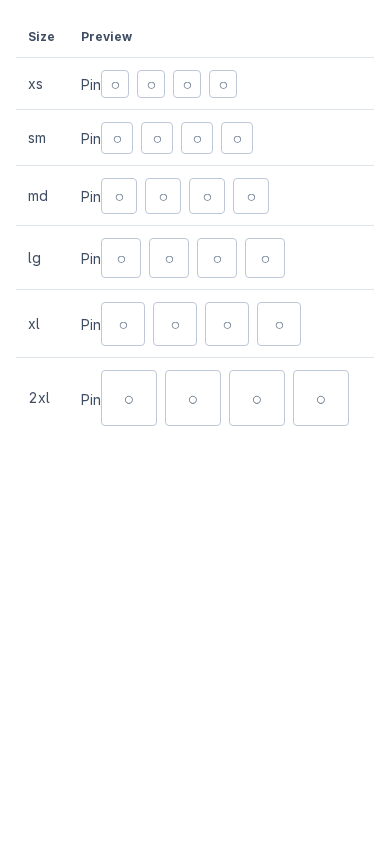 Size Preview
xs Pin ○ ○ ○ ○
sm Pin ○ ○ ○ ○
md Pin ○ ○ ○ ○
lg Pin ○ ○ ○ ○
xl Pin ○ ○ ○ ○
2xl Pin ○ ○ ○ ○